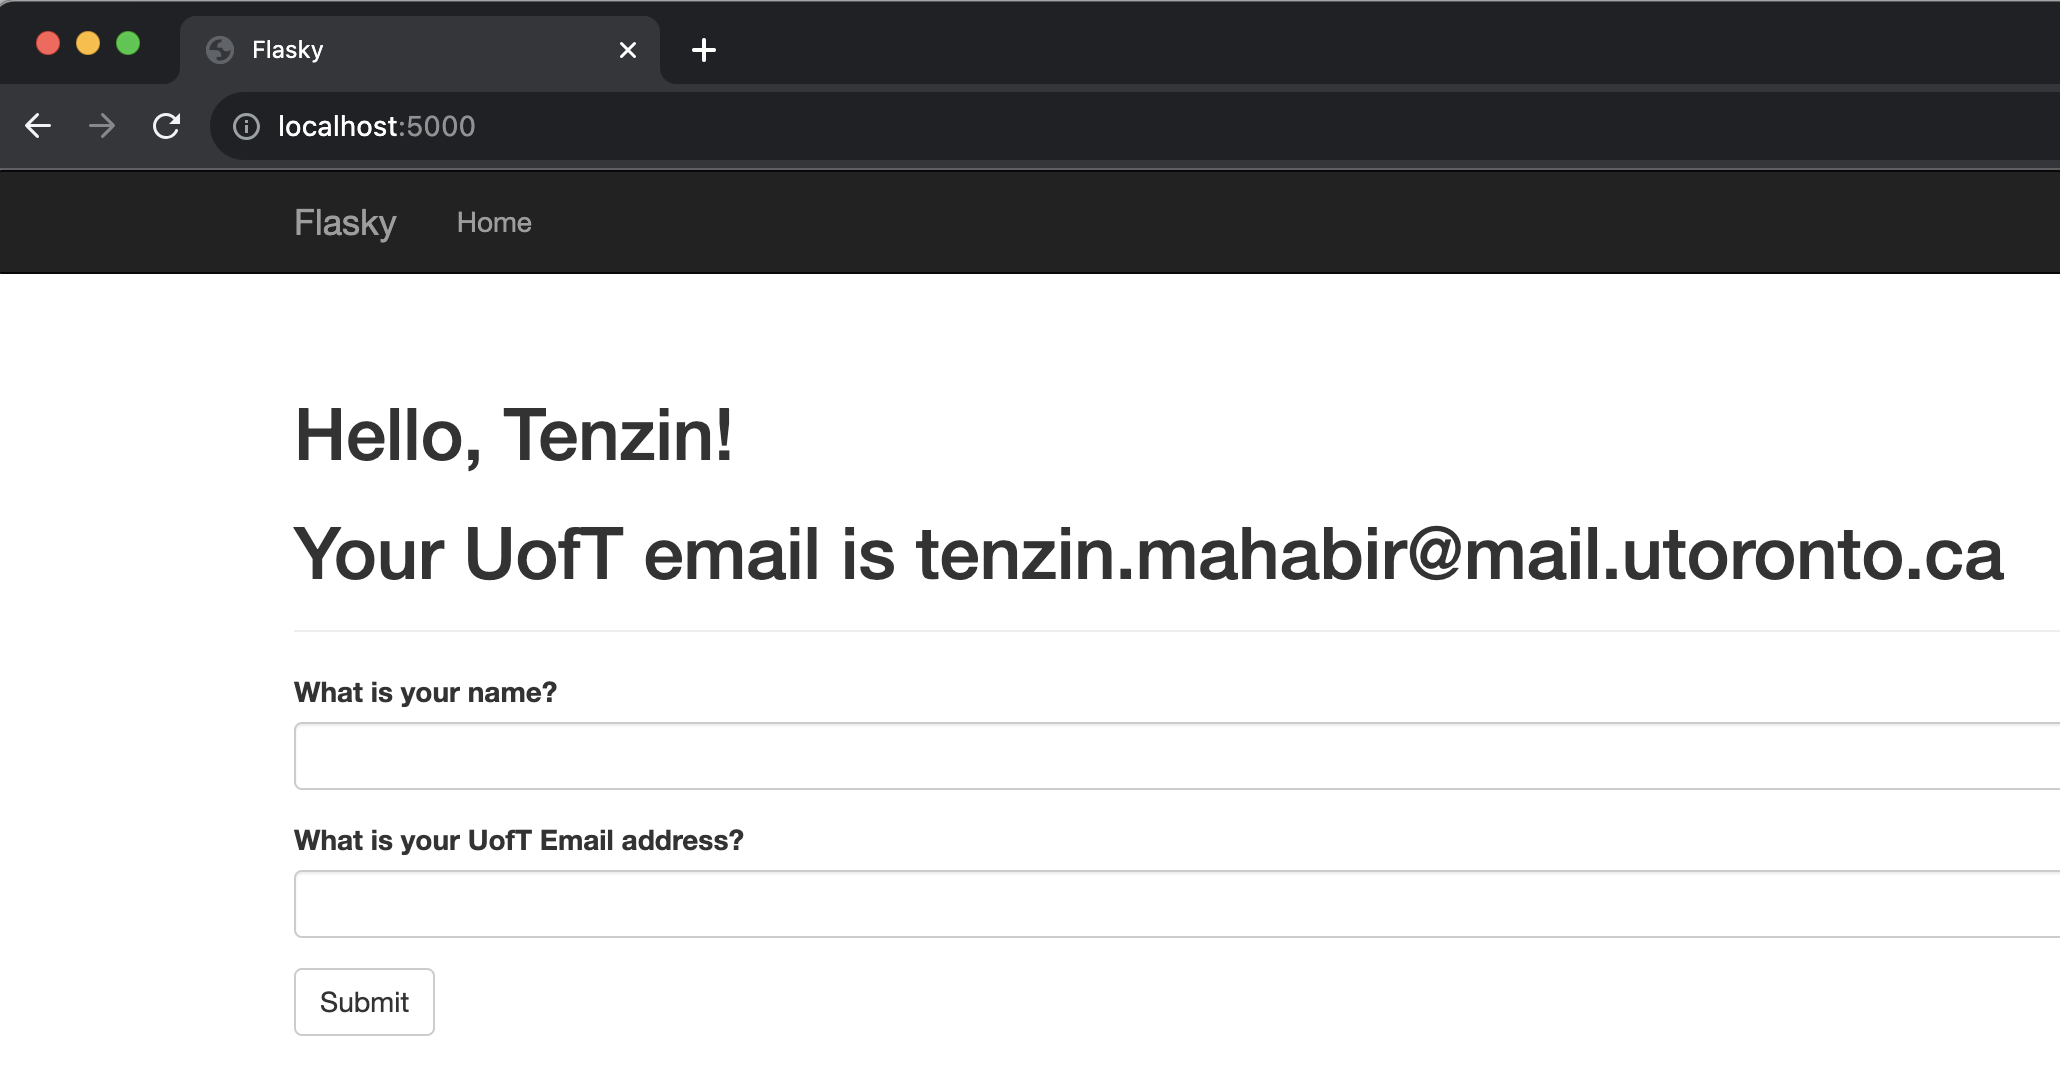 Flasky
localhost:5000
Flasky Home
Hello, Tenzin!
Your UofT email is tenzin.mahabir@mail.utoronto.ca
What is your name?
What is your UofT Email address?
Submit